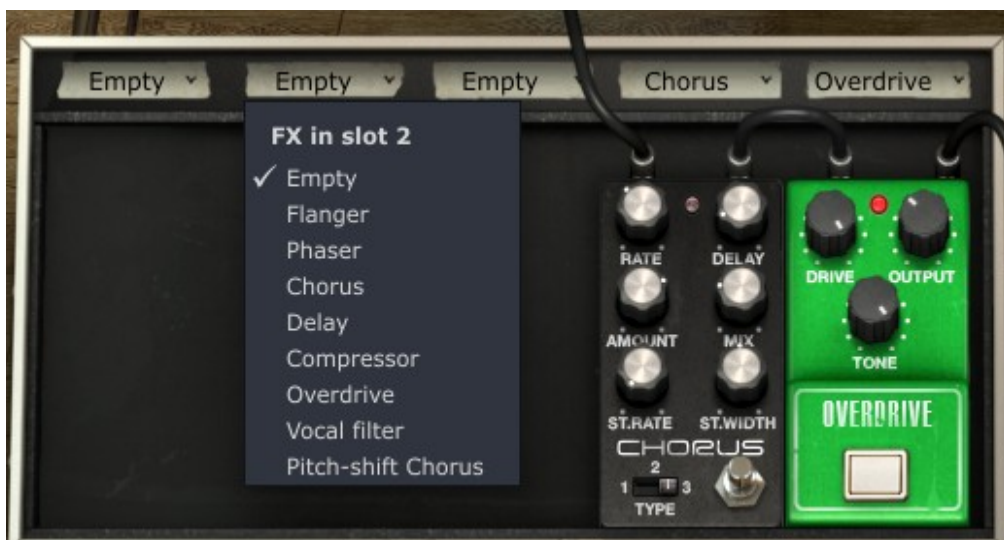 Empty Empty Empty Chorus Overdrive
FX in slot 2
Empty
Flanger
Phaser
Chorus
Delay
Compressor
Overdrive
Vocal filter
Pitch-shift Chorus
RATE DELAY
AMOUNT MIX
ST.RATE ST.WIDTH
CHORUS
1 2 3
TYPE
DRIVE OUTPUT
TONE
OVERDRIVE